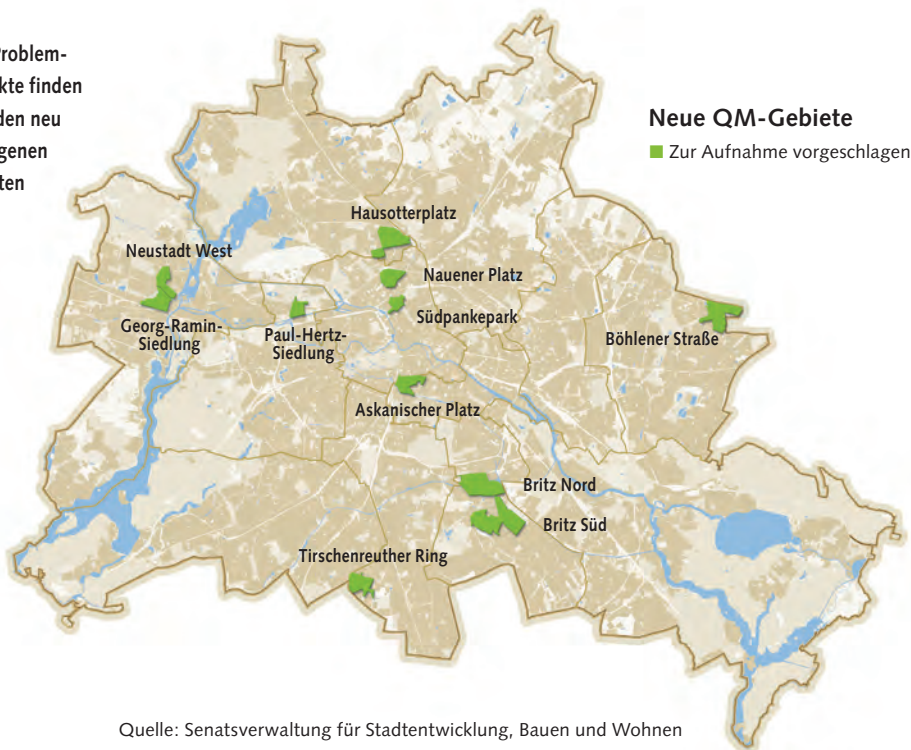 Problem-
kte finden
den neu
genen
ten
Neue QM-Gebiete
Zur Aufnahme vorgeschlagen
Hausotterplatz
Neustadt West
Nauener Platz
Südpankepark
Georg-Ramin-
Siedlung
Paul-Hertz-
Siedlung
Böhlener Straße
Askanischer Platz
Britz Nord
Britz Süd
Tirschenreuther Ring
Quelle: Senatsverwaltung für Stadtentwicklung, Bauen und Wohnen